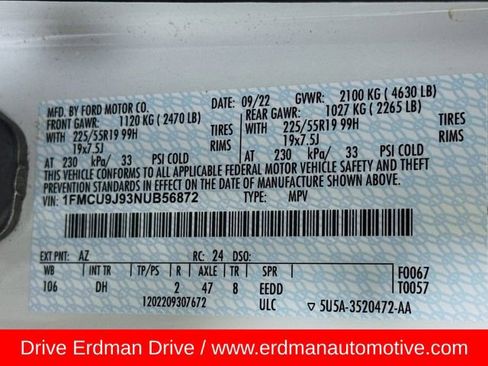 MFD. BY FORD MOTOR CO.
09/22 GVWR: 2100 KG ( 4630 LB)
FRONT GAWR: 1120 KG ( 2470 LB) REAR GAWR: 1027 KG ( 2265 LB)
WITH 225/55R19 99H TIRES WITH 225/55R19 99H TIRES
19x7.5J RIMS 19x7.5J RIMS
AT 230 kPa/ 33 PSI COLD AT 230 kPa/ 33 PSI COLD
THIS VEHICLE CONFORMS TO ALL APPLICABLE FEDERAL MOTOR VEHICLE SAFETY AND THEFT
PREVENTION STANDARDS IN EFFECT ON THE DATE OF MANUFACTURE SHOWN ABOVE.
VIN: 1FMCU9J93NUB56872 TYPE: MPV
EXT PNT: AZ RC: 24 DSO:
WB INT TR TP/PS R AXLE TR SPR F0067
106 DH 2 47 8 EEDD T0057
1202209307672 ULC ▽ 5U5A-3520472-AA
Drive Erdman Drive / www.erdmanautomotive.com